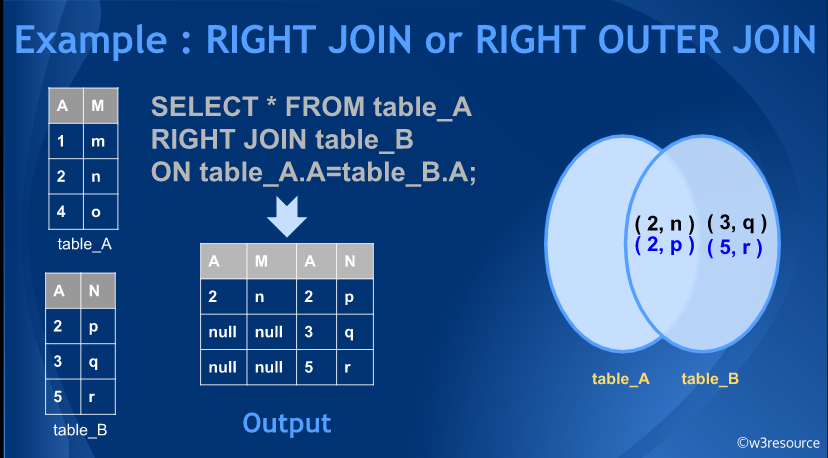 Example : RIGHT JOIN or RIGHT OUTER JOIN
A M
1 m
2 n
4 o
table_A
A N
2 p
3 q
5 r
table_B
SELECT * FROM table_A
RIGHT JOIN table_B
ON table_A.A=table_B.A;
A M A N
2 n 2 p
null null 3 q
null null 5 r
Output
( 2, n ) ( 3, q )
( 2, p ) ( 5, r )
table_A table_B
©w3resource